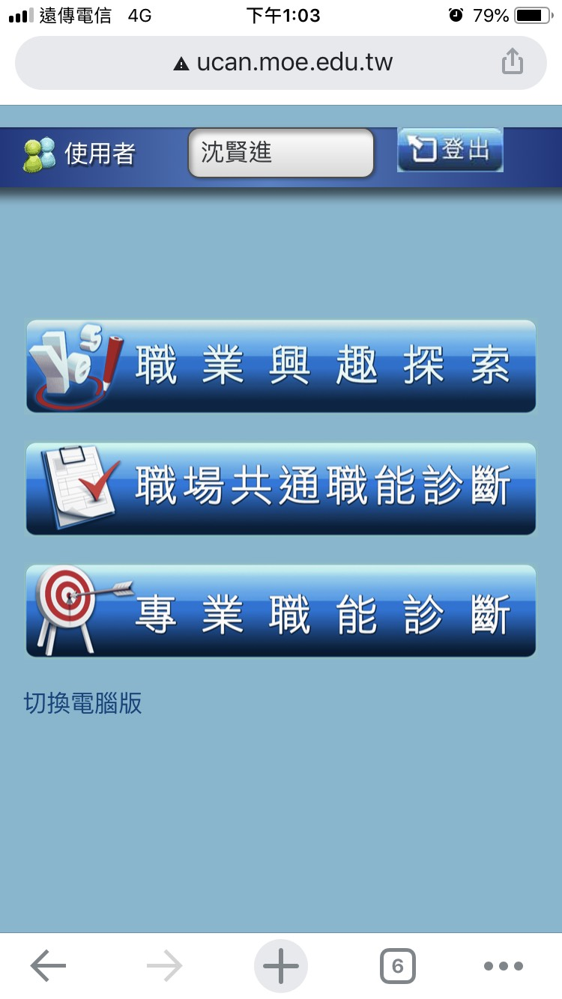 遠傳電信 4G 下午1:03 79%
ucan.moe.edu.tw
使用者 沈賢進 登出
Yes 職業興趣探索
職場共通職能診斷
專業職能診斷
切換電腦版
6